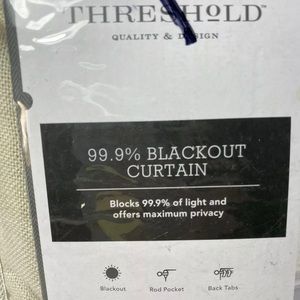 THRESHOLD™
QUALITY & DESIGN
99.9% BLACKOUT
CURTAIN
Blocks 99.9% of light and
offers maximum privacy
Blackout Rod Pocket Back Tabs